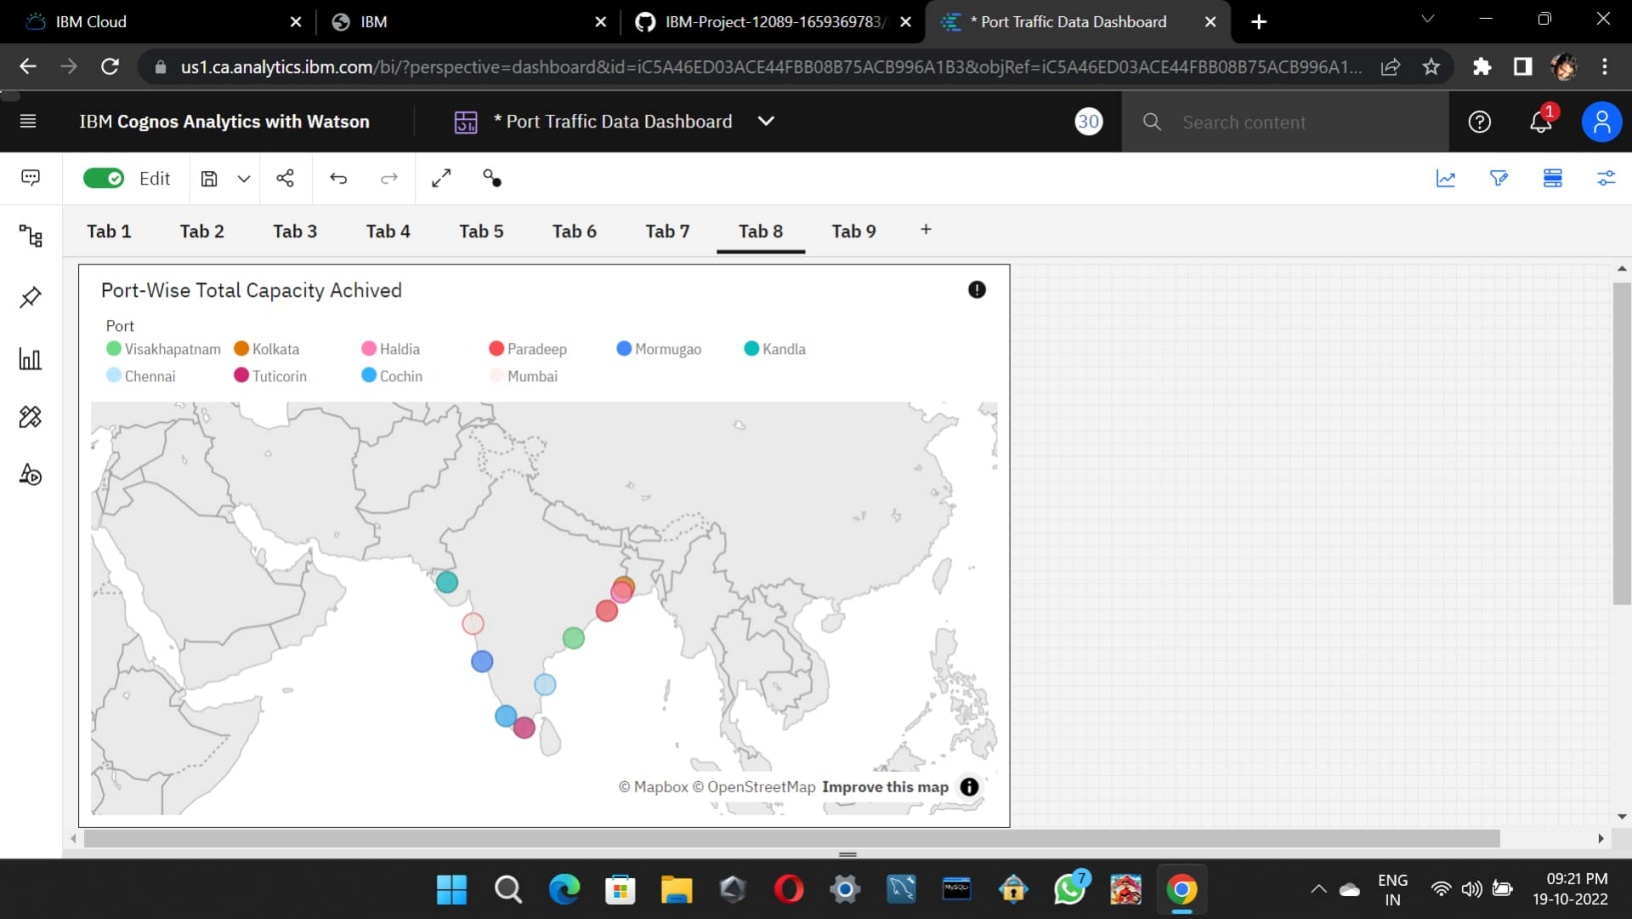 IBM Cloud
IBM
IBM-Project-12089-1659369783/
* Port Traffic Data Dashboard
us1.ca.analytics.ibm.com/bi/?perspective=dashboard&id=iC5A46ED03ACE44FBB08B75ACB996A1B3&objRef=iC5A46ED03ACE44FBB08B75ACB996A1...
IBM Cognos Analytics with Watson
* Port Traffic Data Dashboard
30
Search content
1
Edit
Tab 1 Tab 2 Tab 3 Tab 4 Tab 5 Tab 6 Tab 7 Tab 8 Tab 9 +
Port-Wise Total Capacity Achived
Port
Visakhapatnam Kolkata Haldia Paradeep Mormugao Kandla
Chennai Tuticorin Cochin Mumbai
© Mapbox © OpenStreetMap Improve this map
MySQL
7
ENG
IN
09:21 PM
19-10-2022